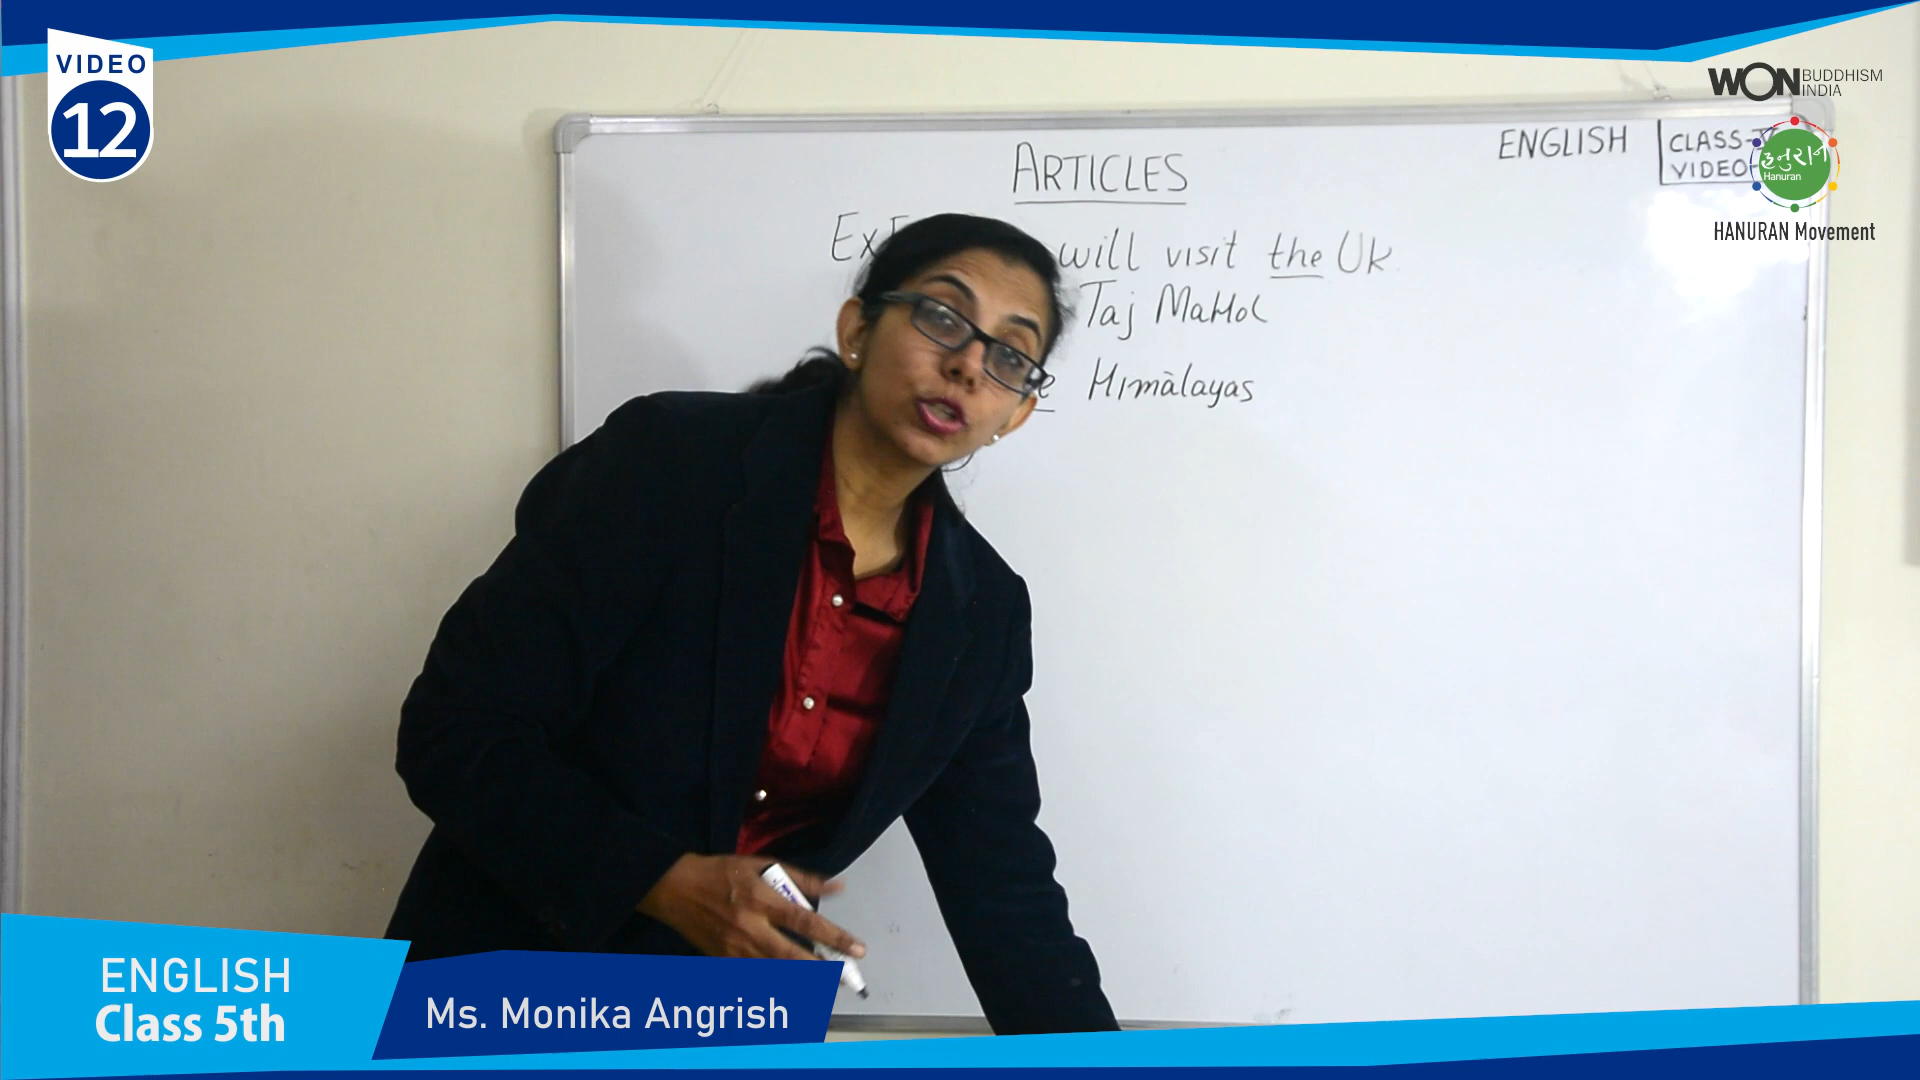 VIDEO
12
WON BUDDHISM
INDIA
ARTICLES
ENGLISH
CLASS-
VIDEO-
हनुरान
Hanuran
HANURAN Movement
will visit the Uk
Taj MaHol
Himàlayas
ENGLISH
Class 5th
Ms. Monika Angrish